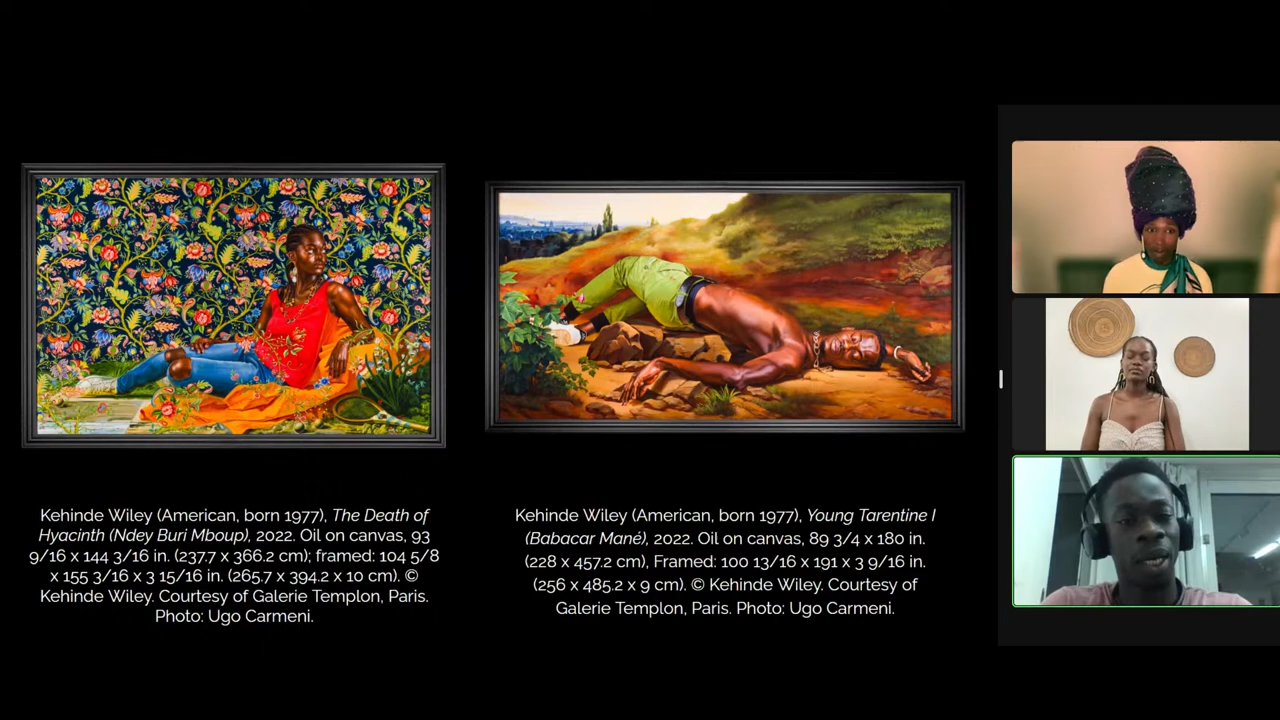 Kehinde Wiley (American, born 1977), The Death of
Hyacinth (Ndey Buri Mboup), 2022. Oil on canvas, 93
9/16 x 144 3/16 in. (237.7 x 366.2 cm); framed: 104 5/8
x 155 3/16 x 3 15/16 in. (265.7 x 394.2 x 10 cm). ©
Kehinde Wiley. Courtesy of Galerie Templon, Paris.
Photo: Ugo Carmeni.
Kehinde Wiley (American, born 1977), Young Tarentine I
(Babacar Mané), 2022. Oil on canvas, 89 3/4 x 180 in.
(228 x 457.2 cm), Framed: 100 13/16 x 191 x 3 9/16 in.
(256 x 485.2 x 9 cm). © Kehinde Wiley. Courtesy of
Galerie Templon, Paris. Photo: Ugo Carmeni.